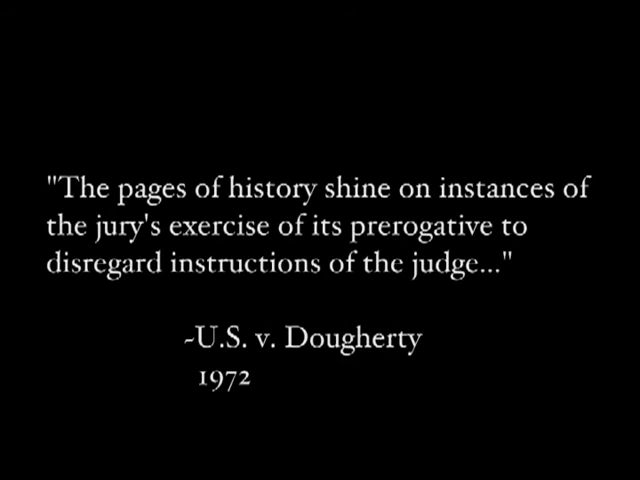 "The pages of history shine on instances of
the jury's exercise of its prerogative to
disregard instructions of the judge..."
-U.S. v. Dougherty
1972